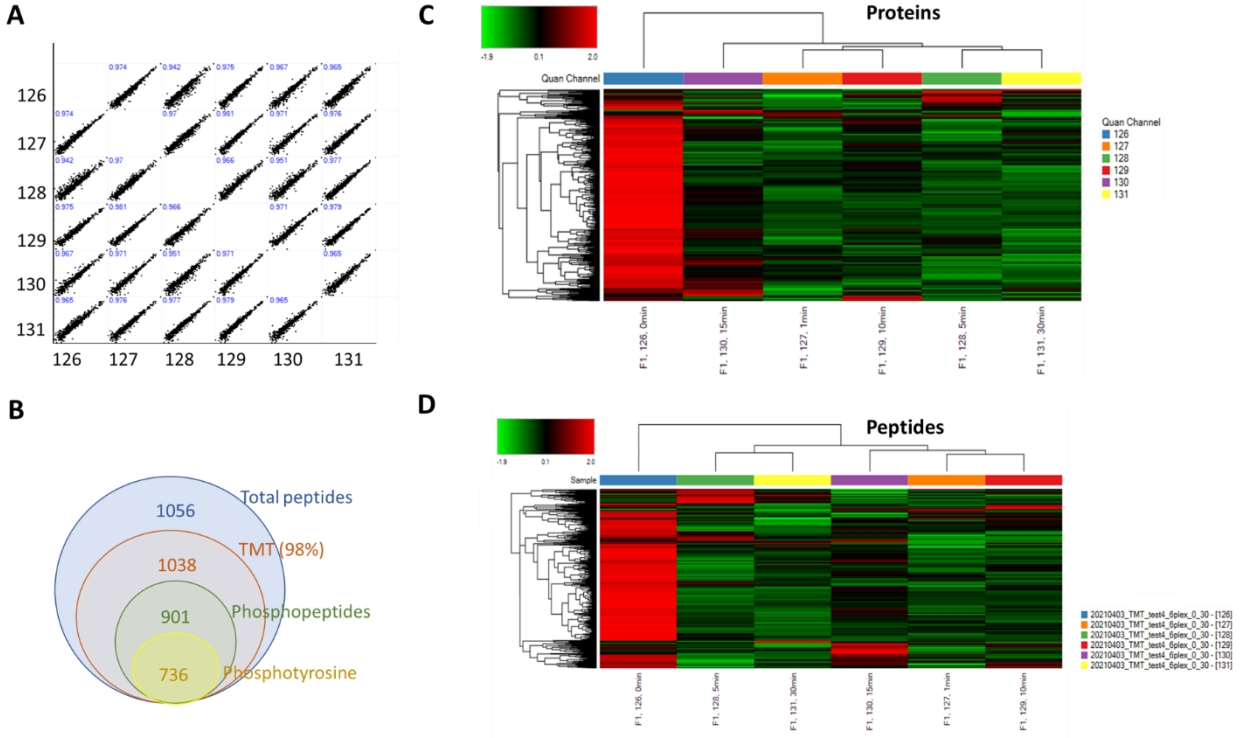 A
0.974 0.942 0.975 0.967 0.965
126
0.974 0.97 0.981 0.971 0.976
127
0.942 0.97 0.966 0.951 0.977
128
0.975 0.981 0.966 0.971 0.979
129
0.967 0.971 0.951 0.971 0.965
130
0.965 0.976 0.977 0.979 0.965
131
126 127 128 129 130 131
B
1056 Total peptides
1038 TMT (98%)
901 Phosphopeptides
736 Phosphotyrosine
C
Proteins
-1.9 0.1 2.0
Quan Channel
Quan Channel
126
127
128
129
130
131
F1, 126, 0min
F1, 130, 15min
F1, 127, 1min
F1, 129, 10min
F1, 128, 5min
F1, 131, 30min
D
Peptides
-1.9 0.1 2.0
Sample
20210403_TMT_test4_6plex_0_30 - [126]
20210403_TMT_test4_6plex_0_30 - [127]
20210403_TMT_test4_6plex_0_30 - [128]
20210403_TMT_test4_6plex_0_30 - [129]
20210403_TMT_test4_6plex_0_30 - [130]
20210403_TMT_test4_6plex_0_30 - [131]
F1, 126, 0min
F1, 128, 5min
F1, 131, 30min
F1, 130, 15min
F1, 127, 1min
F1, 129, 10min